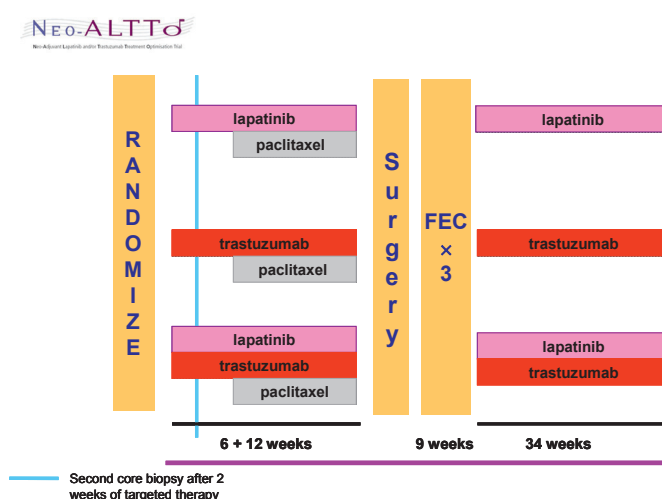 NEO-ALTTO
Neo-Adjuvant Lapatinib and/or Trastuzumab Treatment Optimisation Trial
RANDOMIZE
lapatinib
paclitaxel
trastuzumab
paclitaxel
lapatinib
trastuzumab
paclitaxel
Surgery
FEC
×
3
lapatinib
trastuzumab
lapatinib
trastuzumab
6 + 12 weeks
9 weeks
34 weeks
Second core biopsy after 2
weeks of targeted therapy